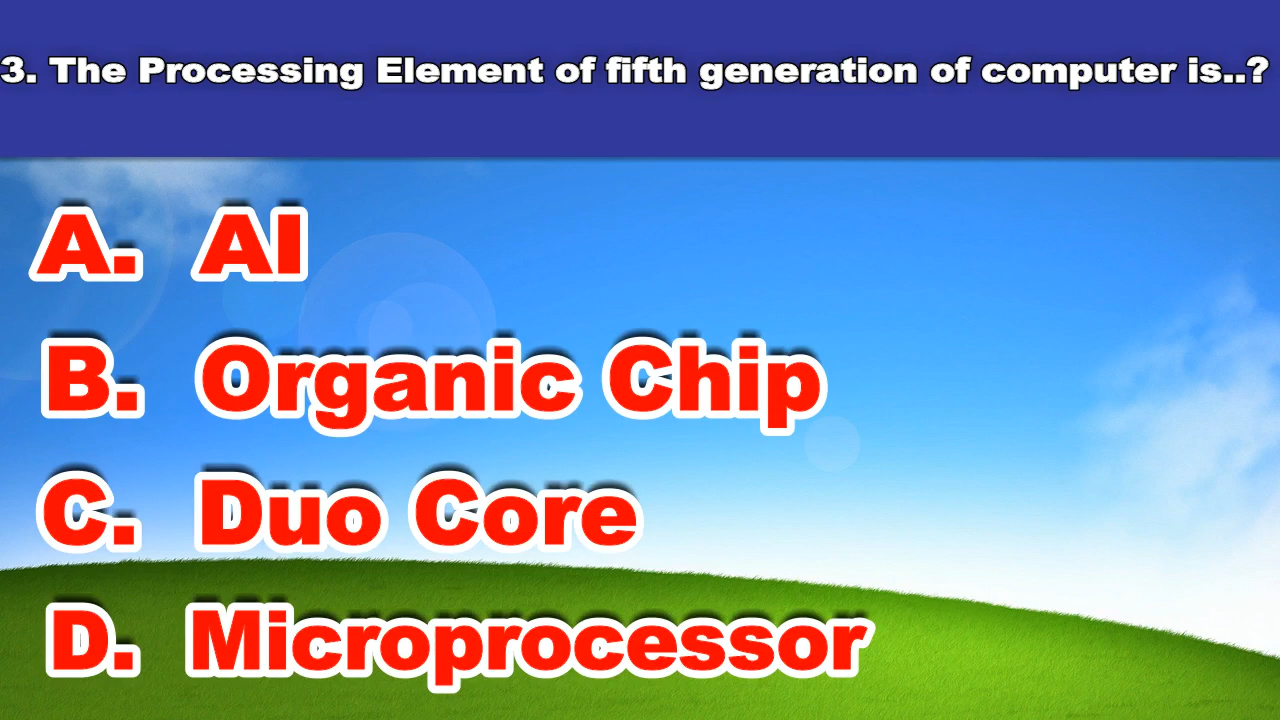 3. The Processing Element of fifth generation of computer is..?
A. AI
B. Organic Chip
C. Duo Core
D. Microprocessor